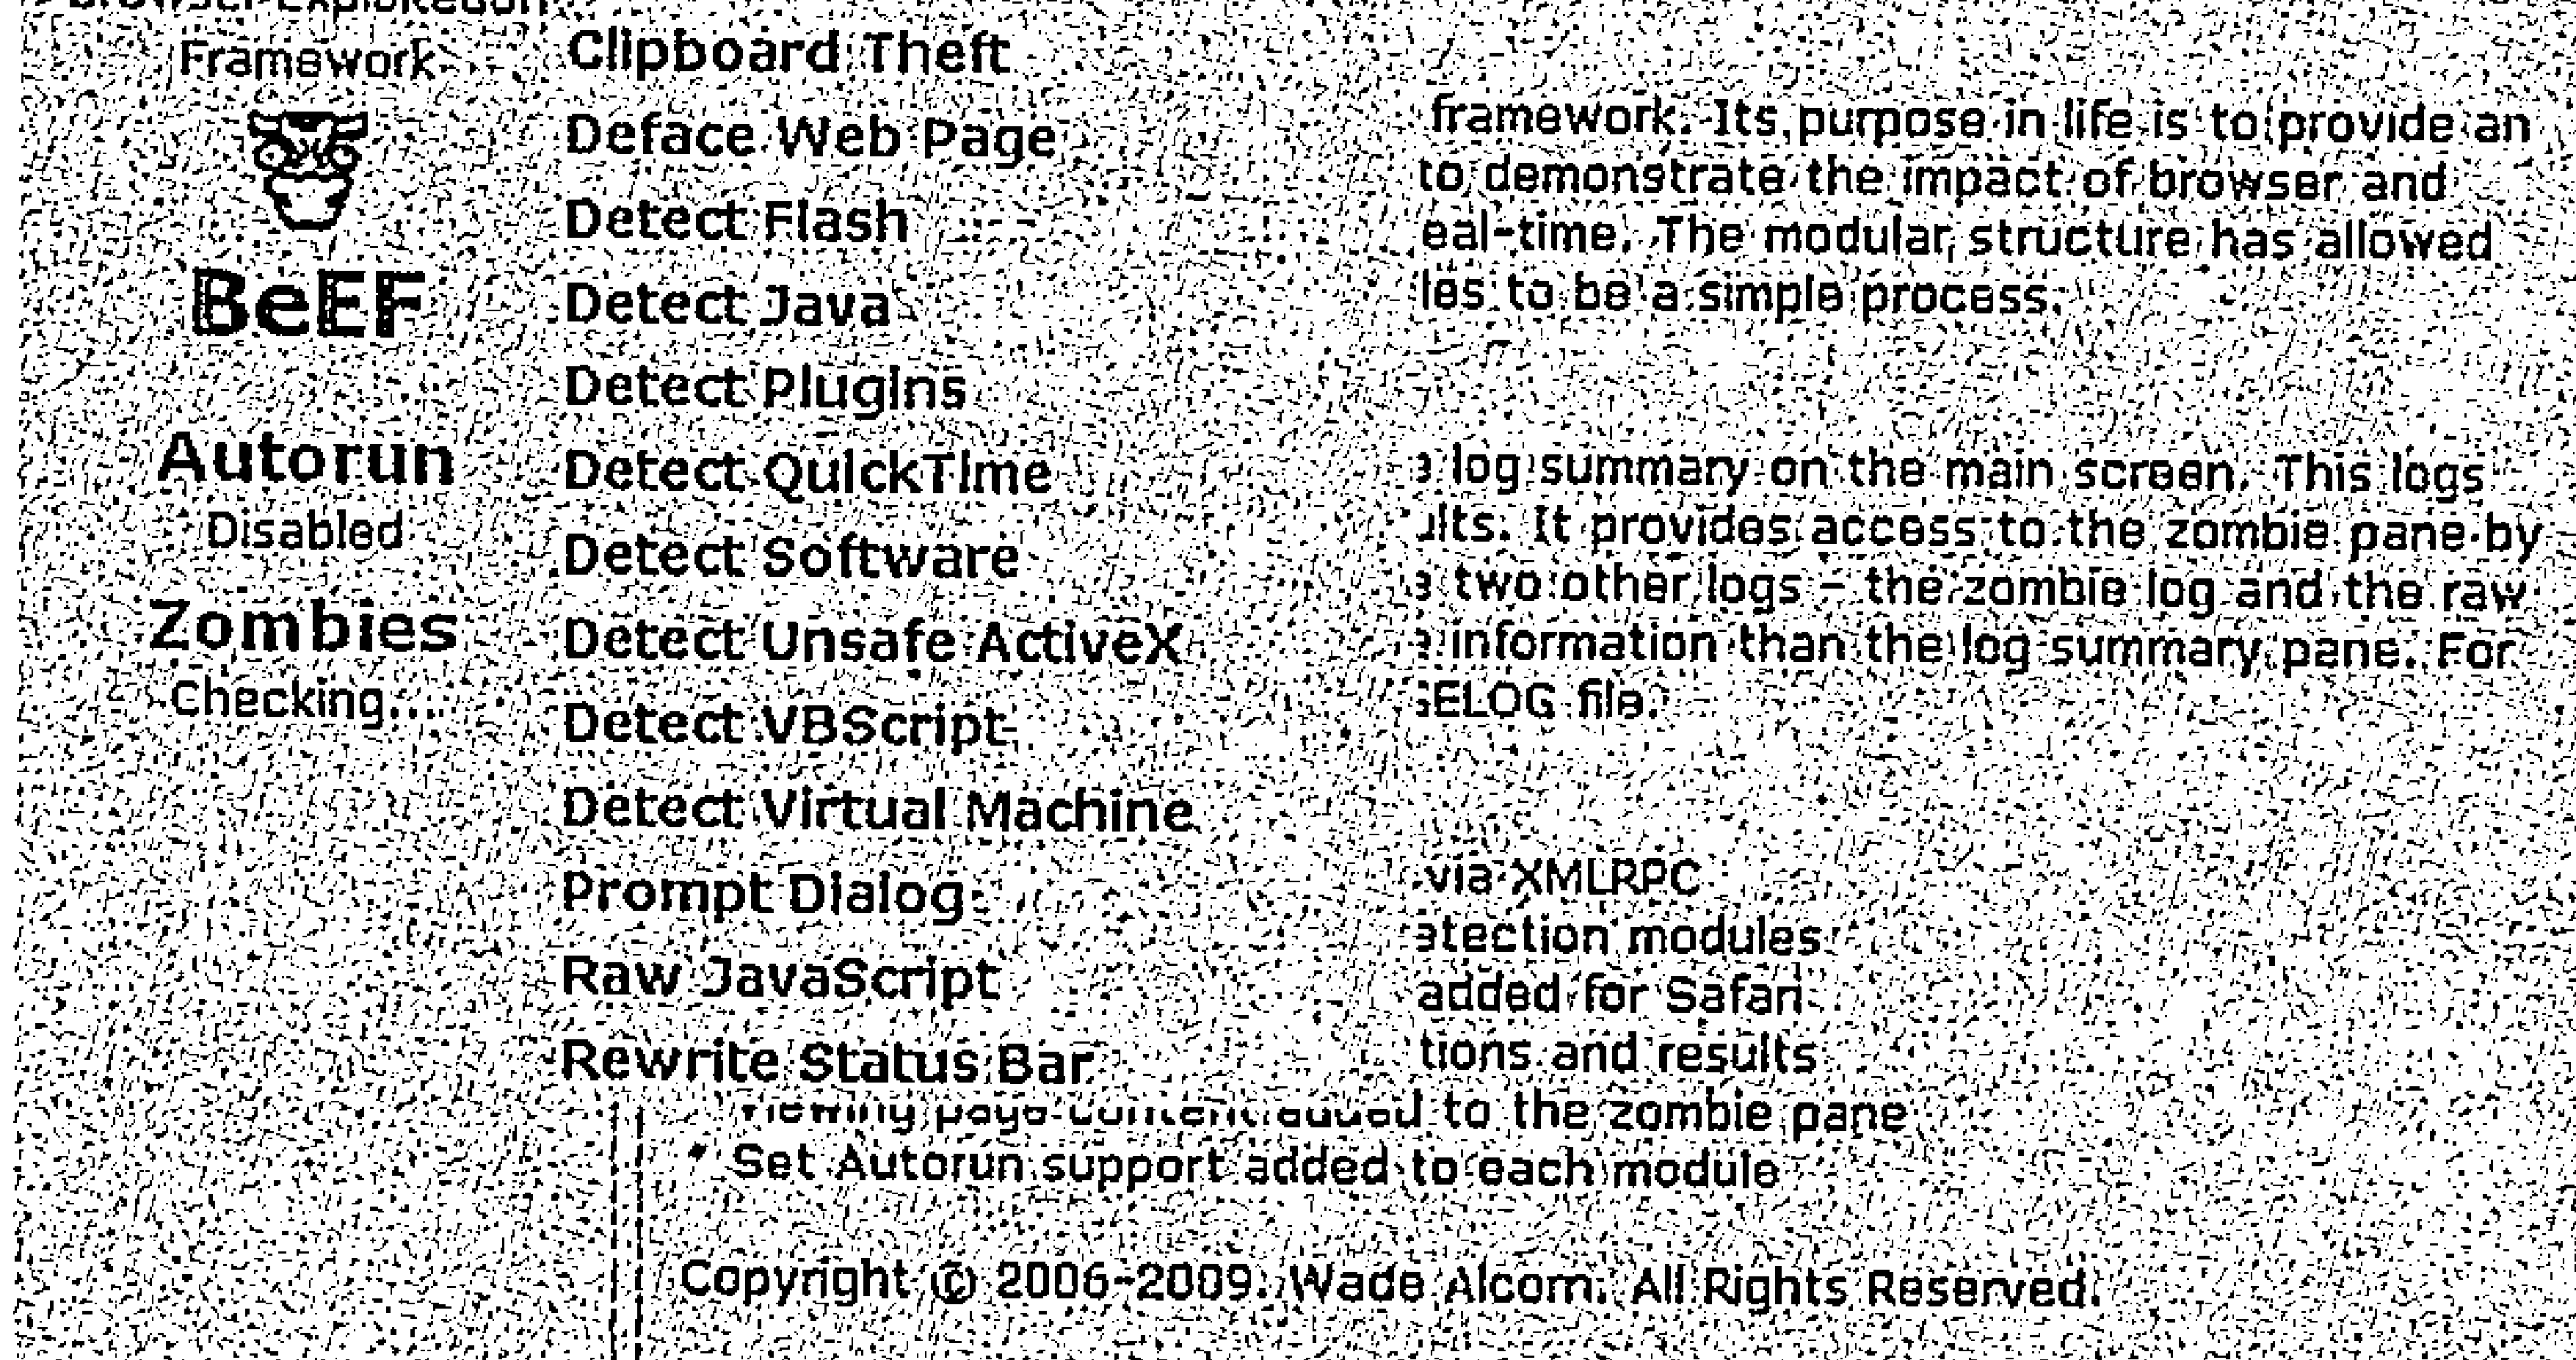 Framework
BeEF
Autorun
Disabled
Zombies
Checking...
Clipboard Theft
Deface Web Page
Detect Flash
Detect Java
Detect Plugins
Detect QuickTime
Detect Software
Detect Unsafe ActiveX
Detect VBScript
Detect Virtual Machine
Prompt Dialog
Raw JavaScript
Rewrite Status Bar
framework. Its purpose in life is to provide an
to demonstrate the impact of browser and
eal-time. The modular structure has allowed
les to be a simple process.
log summary on the main screen. This logs
ults. It provides access to the zombie pane by
two other logs – the zombie log and the raw
information than the log summary pane. For
ELOG file.
via XMLRPC
etection modules
added for Safari
tions and results
to the zombie pane
* Set Autorun support added to each module
Copyright © 2006-2009. Wade Alcorn. All Rights Reserved.